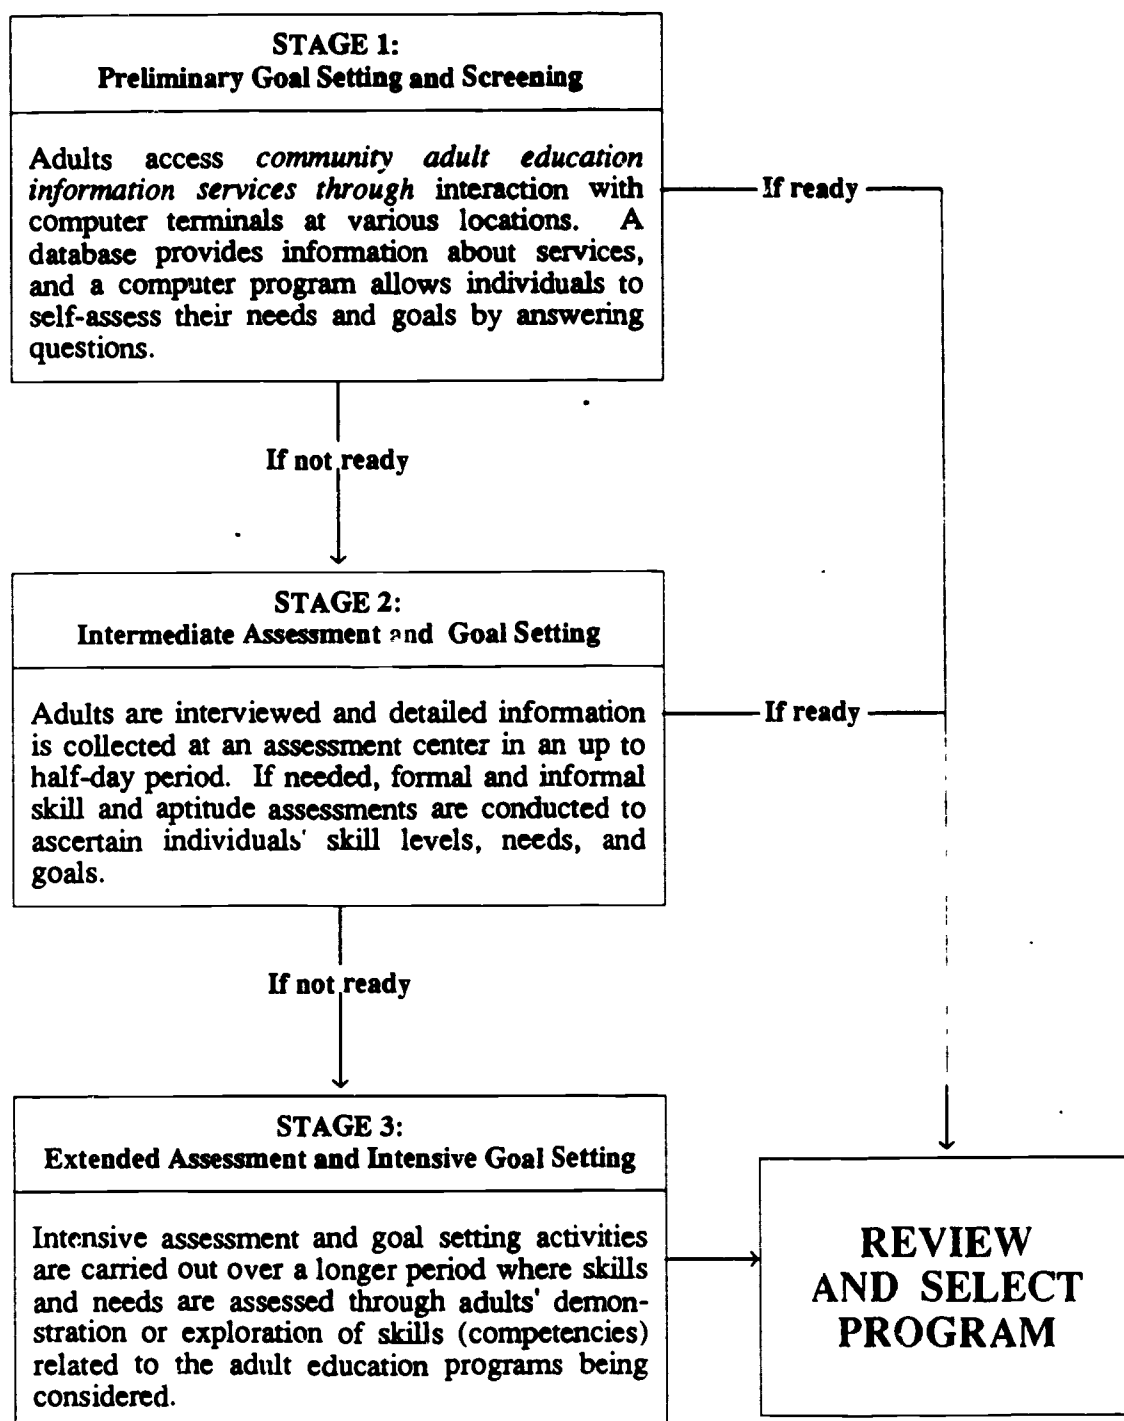 STAGE 1:
Preliminary Goal Setting and Screening
Adults access community adult education
information services through interaction with
computer terminals at various locations. A
database provides information about services,
and a computer program allows individuals to
self-assess their needs and goals by answering
questions.
If ready
If not ready
STAGE 2:
Intermediate Assessment and Goal Setting
Adults are interviewed and detailed information
is collected at an assessment center in an up to
half-day period. If needed, formal and informal
skill and aptitude assessments are conducted to
ascertain individuals' skill levels, needs, and
goals.
If ready
If not ready
STAGE 3:
Extended Assessment and Intensive Goal Setting
Intensive assessment and goal setting activities
are carried out over a longer period where skills
and needs are assessed through adults' demon-
stration or exploration of skills (competencies)
related to the adult education programs being
considered.
REVIEW
AND SELECT
PROGRAM